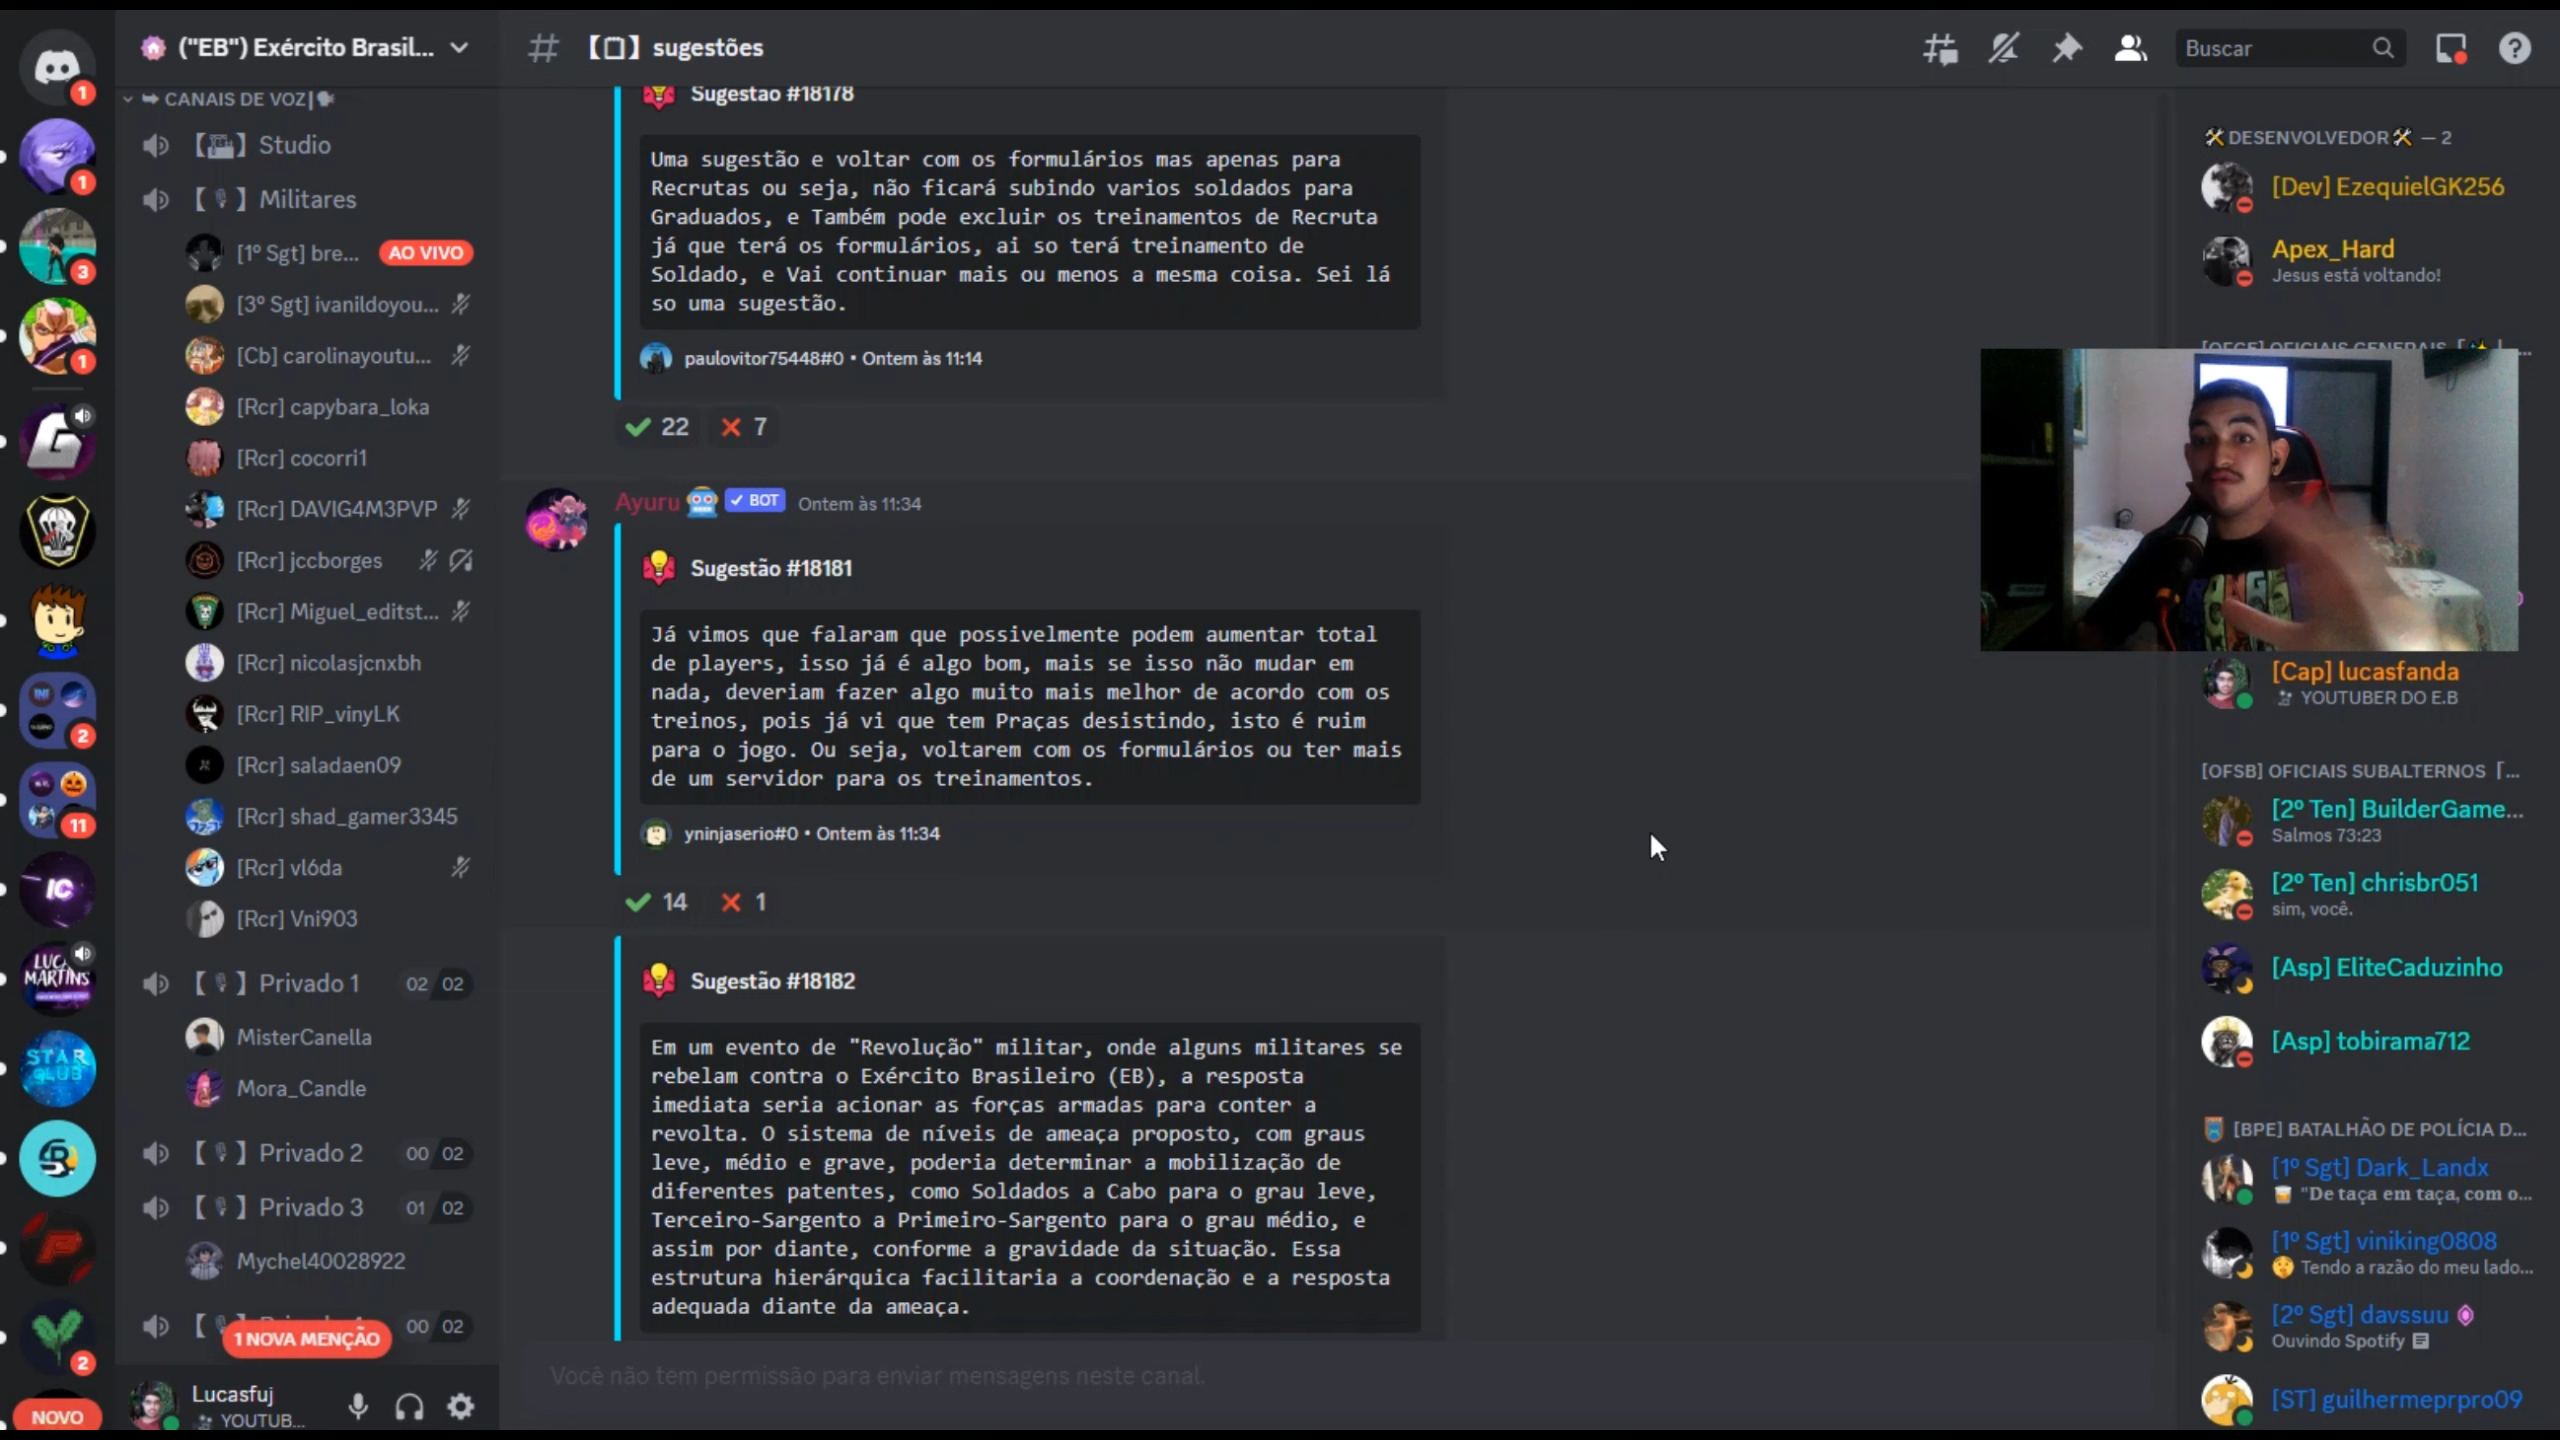 ("EB") Exército Brasil...
CANAIS DE VOZ|
Studio
Militares
[1º Sgt] bre...
AO VIVO
[3º Sgt] ivanildoyou...
[Cb] carolinayoutu...
[Rcr] capybara_loka
[Rcr] cocorri1
[Rcr] DAVIG4M3PVP
[Rcr] jccborges
[Rcr] Miguel_editst...
[Rcr] nicolasjcnxbh
[Rcr] RIP_vinyLK
[Rcr] saladaen09
[Rcr] shad_gamer3345
[Rcr] vl6da
[Rcr] Vni903
Privado 1 02 02
MisterCanella
Mora_Candle
Privado 2 00 02
Privado 3 01 02
Mychel40028922
00 02
1 NOVA MENÇÃO
Lucasfuj
YOUTUB...
1
1
3
1
G
2
11
IC
LUCA
MARTINS
STAR
CLUB
2
NOVO
# 【】 sugestões
Buscar
Sugestão #18178
Uma sugestão e voltar com os formulários mas apenas para
Recrutas ou seja, não ficará subindo varios soldados para
Graduados, e Também pode excluir os treinamentos de Recruta
já que terá os formulários, ai so terá treinamento de
Soldado, e Vai continuar mais ou menos a mesma coisa. Sei lá
so uma sugestão.
paulovitor75448#0 • Ontem às 11:14
22 7
Ayuru BOT Ontem às 11:34
Sugestão #18181
Já vimos que falaram que possivelmente podem aumentar total
de players, isso já é algo bom, mais se isso não mudar em
nada, deveriam fazer algo muito mais melhor de acordo com os
treinos, pois já vi que tem Praças desistindo, isto é ruim
para o jogo. Ou seja, voltarem com os formulários ou ter mais
de um servidor para os treinamentos.
yninjaserio#0 • Ontem às 11:34
14 1
Sugestão #18182
Em um evento de "Revolução" militar, onde alguns militares se
rebelam contra o Exército Brasileiro (EB), a resposta
imediata seria acionar as forças armadas para conter a
revolta. O sistema de níveis de ameaça proposto, com graus
leve, médio e grave, poderia determinar a mobilização de
diferentes patentes, como Soldados a Cabo para o grau leve,
Terceiro-Sargento a Primeiro-Sargento para o grau médio, e
assim por diante, conforme a gravidade da situação. Essa
estrutura hierárquica facilitaria a coordenação e a resposta
adequada diante da ameaça.
Você não tem permissão para enviar mensagens neste canal.
DESENVOLVEDOR — 2
[Dev] EzequielGK256
Apex_Hard
Jesus está voltando!
[OFGE] OFICIAIS GENERAIS
[Cap] lucasfanda
YOUTUBER DO E.B
[OFSB] OFICIAIS SUBALTERNOS [...
[2º Ten] BuilderGame...
Salmos 73:23
[2º Ten] chrisbr051
sim, você.
[Asp] EliteCaduzinho
[Asp] tobirama712
[BPE] BATALHÃO DE POLÍCIA D...
[1º Sgt] Dark_Landx
"De taça em taça, com o...
[1º Sgt] viniking0808
Tendo a razão do meu lado...
[2º Sgt] davssuu
Ouvindo Spotify
[ST] guilhermeprpro09